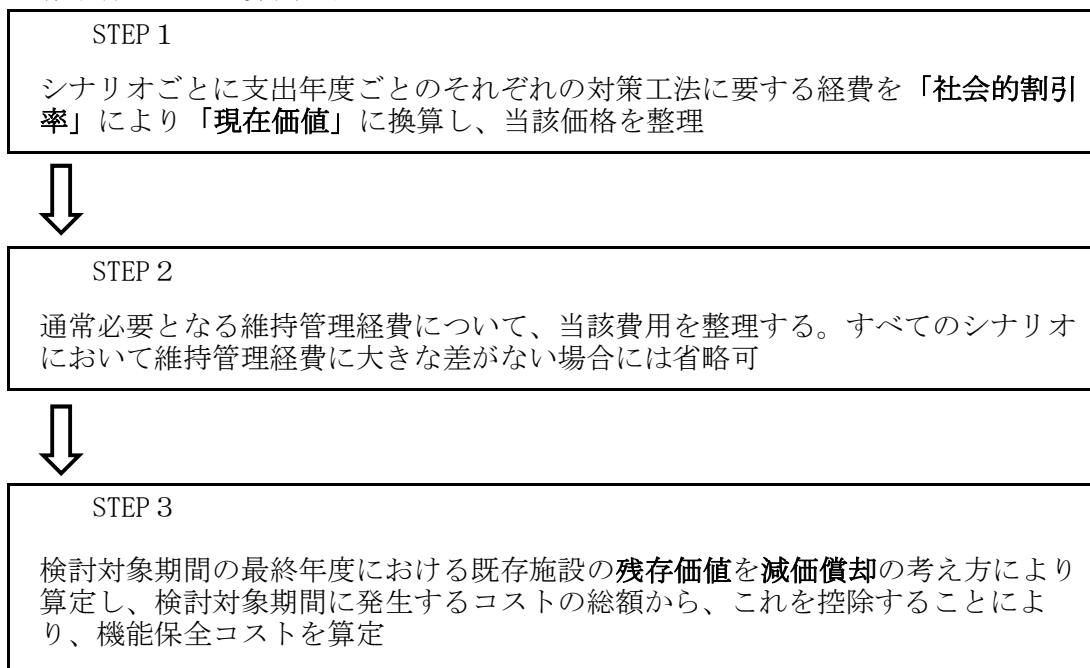 STEP 1
シナリオごとに支出年度ごとのそれぞれの対策工法に要する経費を「社会的割引
率」により「現在価値」に換算し、当該価格を整理
STEP 2
通常必要となる維持管理経費について、当該費用を整理する。すべてのシナリオ
において維持管理経費に大きな差がない場合には省略可
STEP 3
検討対象期間の最終年度における既存施設の残存価値を減価償却の考え方により
算定し、検討対象期間に発生するコストの総額から、これを控除することによ
り、機能保全コストを算定